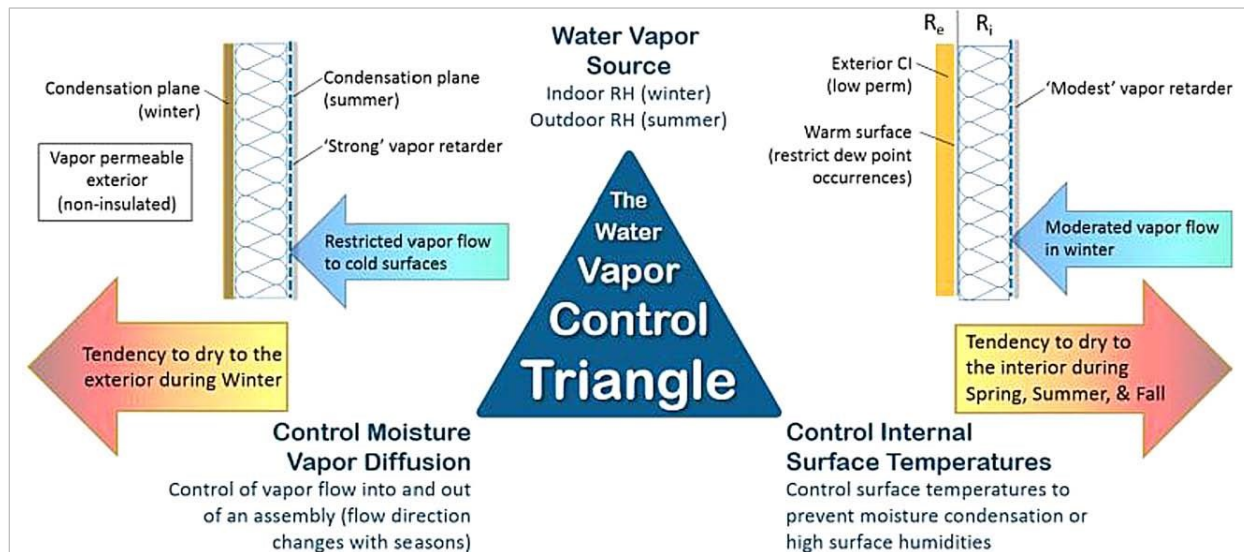 Condensation plane
(winter)
Vapor permeable
exterior
(non-insulated)
Condensation plane
(summer)
'Strong' vapor retarder
Restricted vapor flow
to cold surfaces
Tendency to dry to the
exterior during Winter
Water Vapor
Source
Indoor RH (winter)
Outdoor RH (summer)
The
Water
Vapor
Control
Triangle
Re
Ri
Exterior CI
(low perm)
Warm surface
(restrict dew point
occurrences)
'Modest' vapor retarder
Moderated vapor flow
in winter
Tendency to dry to
the interior during
Spring, Summer, & Fall
Control Moisture
Vapor Diffusion
Control of vapor flow into and out
of an assembly (flow direction
changes with seasons)
Control Internal
Surface Temperatures
Control surface temperatures to
prevent moisture condensation or
high surface humidities